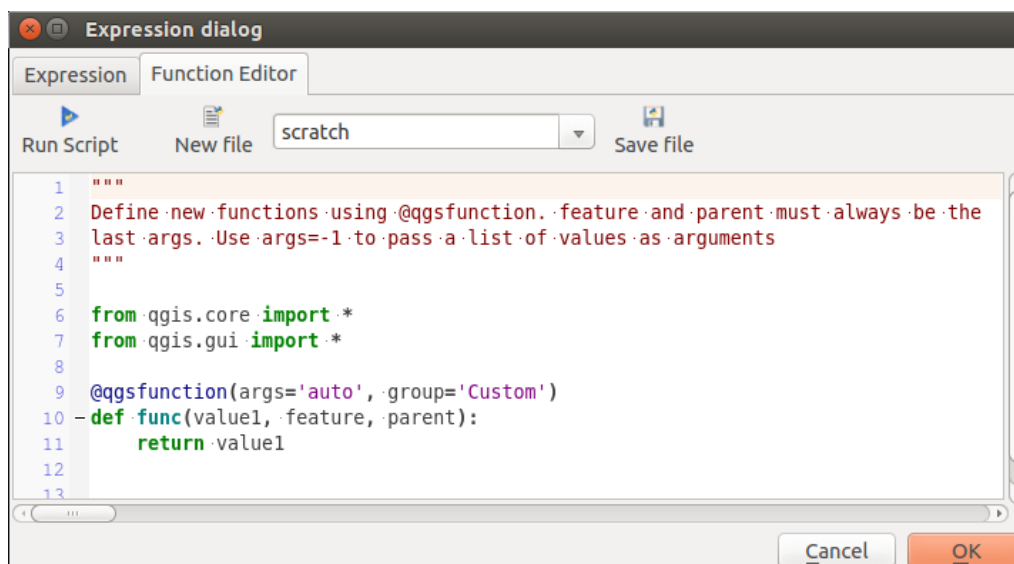 Expression dialog
Expression Function Editor
Run Script New file scratch Save file
1 """
2 Define new functions using @qgsfunction. feature and parent must always be the
3 last args. Use args=-1 to pass a list of values as arguments
4 """
5
6 from qgis.core import *
7 from qgis.gui import *
8
9 @qgsfunction(args='auto', group='Custom')
10 def func(value1, feature, parent):
11     return value1
12
13
Cancel OK